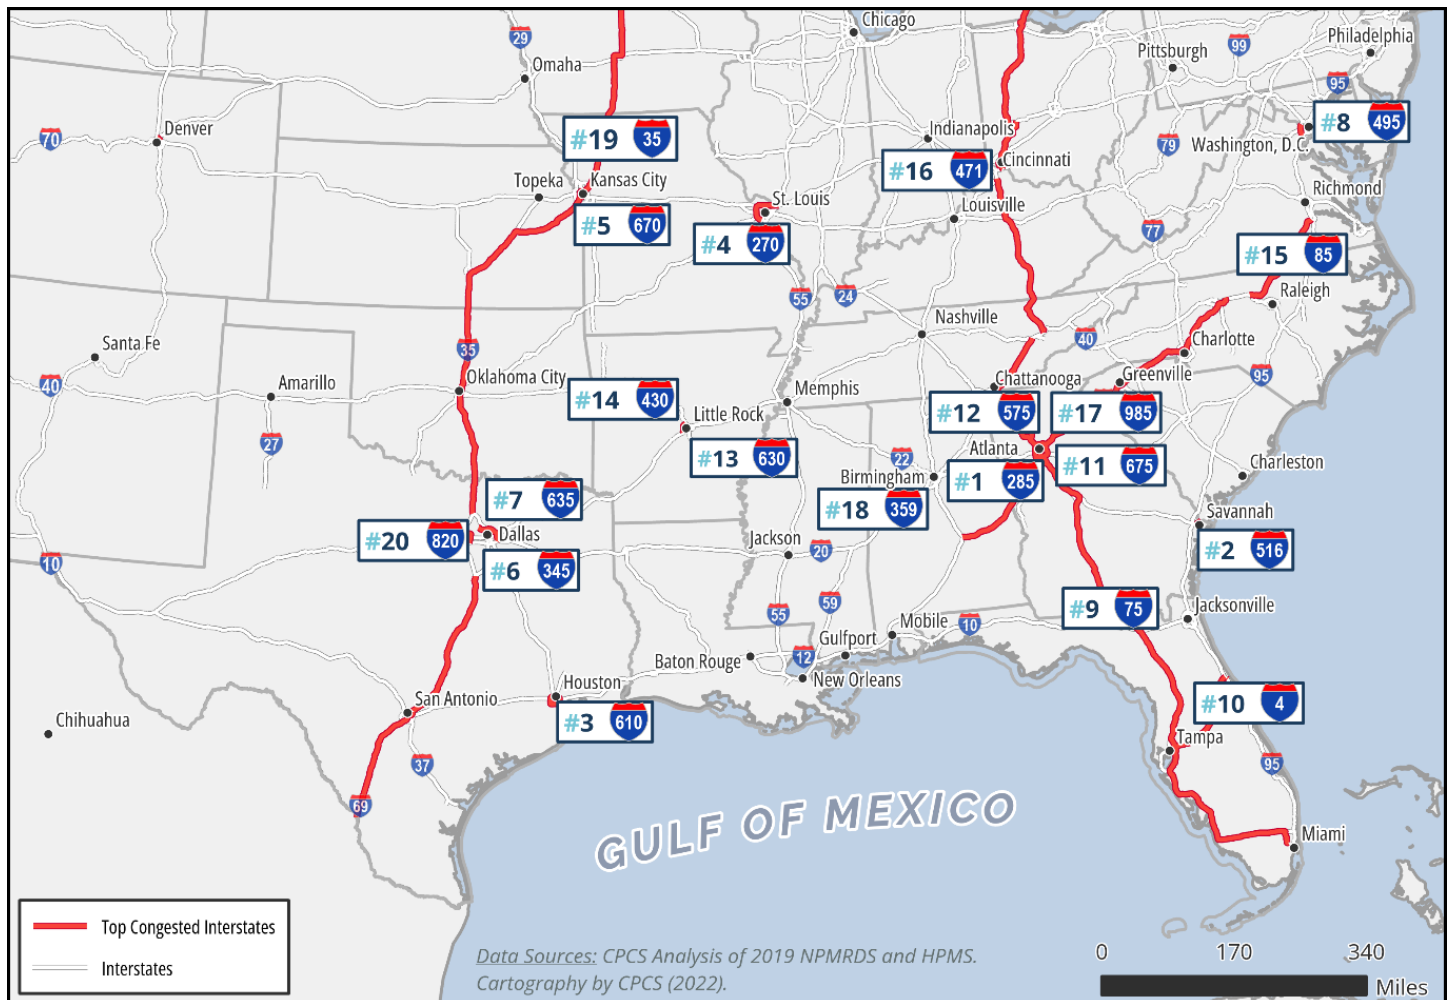 Chicago
Philadelphia
29
99
Pittsburgh
Omaha
95
70
Denver
#19 35
#8 495
Indianapolis
79
Washington, D.C.
#16 471
Cincinnati
Topeka
Kansas City
St. Louis
Richmond
Louisville
#5 670
#4 270
77
#15 85
55
24
Raleigh
Nashville
40
Santa Fe
35
Charlotte
40
Amarillo
Oklahoma City
Memphis
Chattanooga
Greenville
95
#14 430
Little Rock
#12 575
#17 985
27
#13 630
22
Atlanta
Birmingham
#11 675
Charleston
#1 285
#7 635
#18 359
Savannah
#20 820
Dallas
Jackson
20
#2 516
10
#6 345
55
59
#9 75
Jacksonville
Mobile
10
Gulfport
Baton Rouge
12
New Orleans
Houston
San Antonio
#10 4
Chihuahua
#3 610
Tampa
37
95
69
GULF OF MEXICO
Miami
Top Congested Interstates
Interstates
Data Sources: CPCS Analysis of 2019 NPMRDS and HPMS.
Cartography by CPCS (2022).
0 170 340
Miles